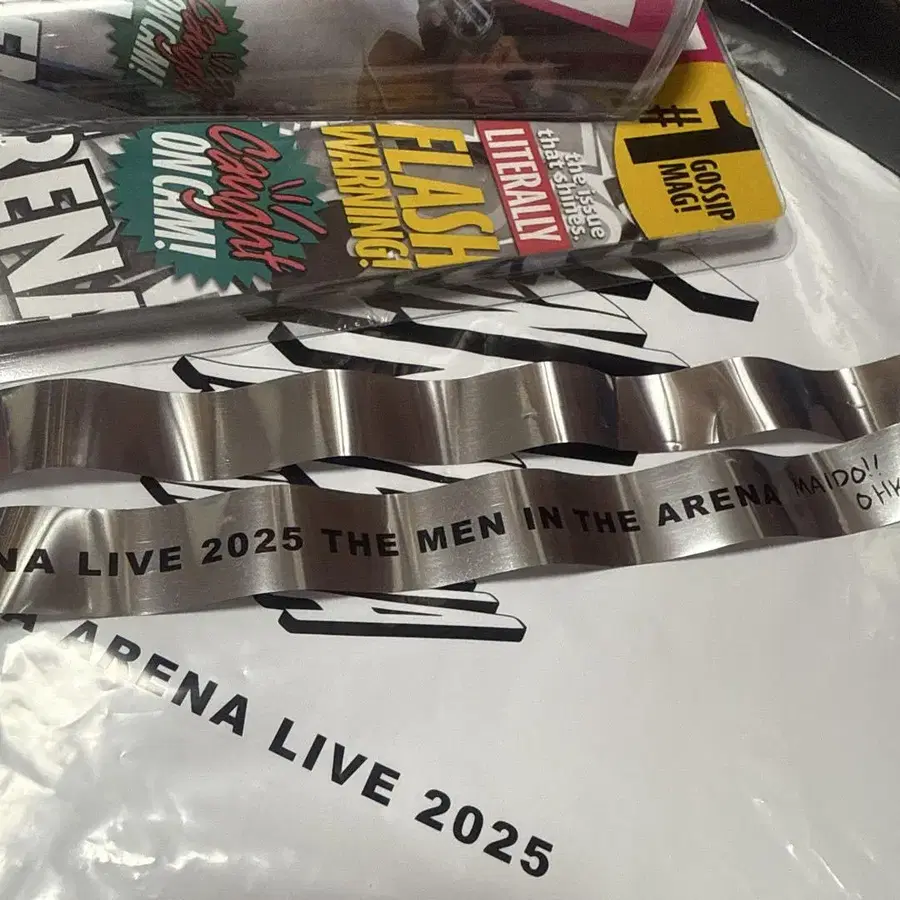 Caught
ON CAM!
RENA
Caught
ON CAM!
FLASH
WARNING!
LITERALLY
the issue
that shines.
#1
GOSSIP
MAG!
NA LIVE 2025 THE MEN IN THE ARENA MAIDO!!
OHK
A ARENA LIVE 2025